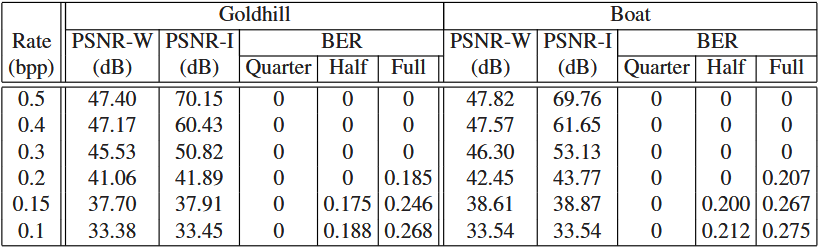 Goldhill Boat
Rate PSNR-W PSNR-I BER PSNR-W PSNR-I BER
(bpp) (dB) (dB) Quarter Half Full (dB) (dB) Quarter Half Full
0.5 47.40 70.15 0 0 0 47.82 69.76 0 0 0
0.4 47.17 60.43 0 0 0 47.57 61.65 0 0 0
0.3 45.53 50.82 0 0 0 46.30 53.13 0 0 0
0.2 41.06 41.89 0 0 0.185 42.45 43.77 0 0 0.207
0.15 37.70 37.91 0 0.175 0.246 38.61 38.87 0 0.200 0.267
0.1 33.38 33.45 0 0.188 0.268 33.54 33.54 0 0.212 0.275